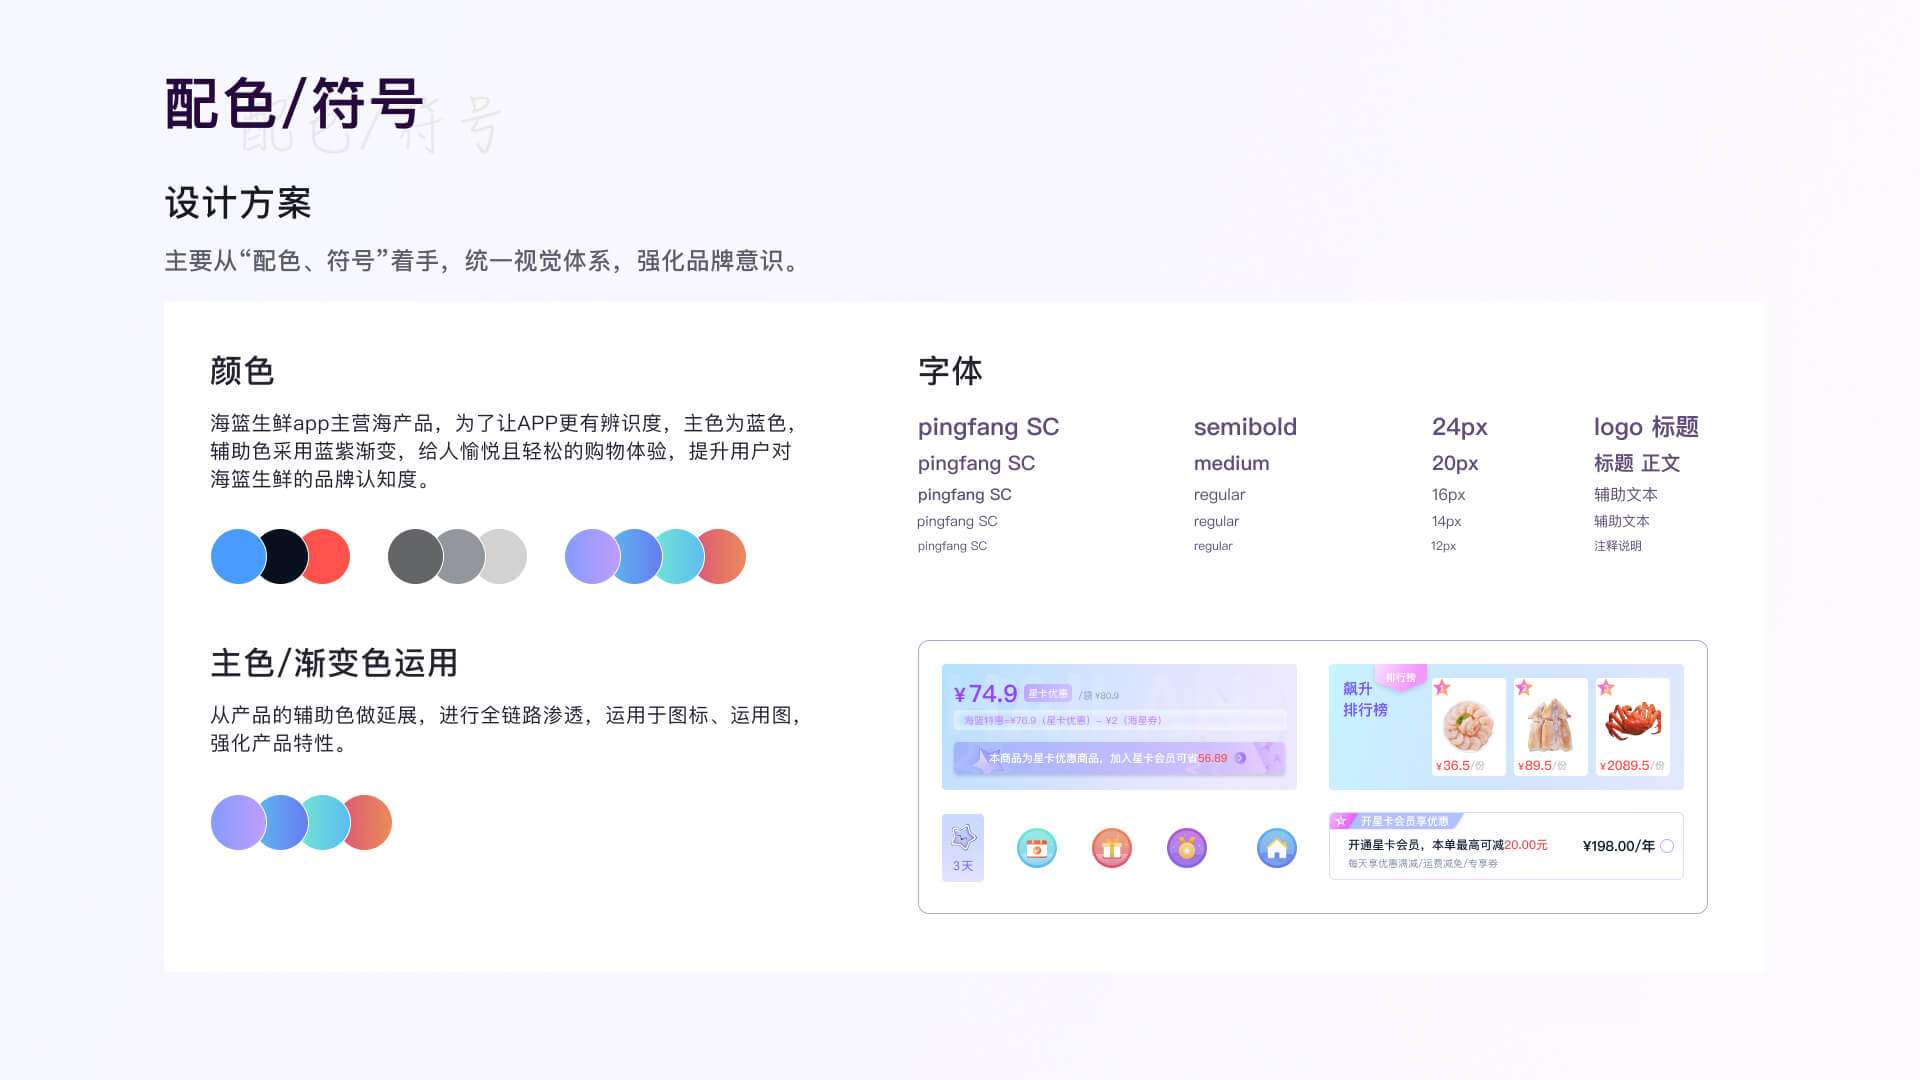 配色/符号
配色/符号
设计方案
主要从“配色、符号”着手，统一视觉体系，强化品牌意识。
颜色
海篮生鲜app主营海产品，为了让APP更有辨识度，主色为蓝色，
辅助色采用蓝紫渐变，给人愉悦且轻松的购物体验，提升用户对
海篮生鲜的品牌认知度。
主色/渐变色运用
从产品的辅助色做延展，进行全链路渗透，运用于图标、运用图，
强化产品特性。
字体
pingfang SC semibold 24px logo 标题
pingfang SC medium 20px 标题 正文
pingfang SC regular 16px 辅助文本
pingfang SC regular 14px 辅助文本
pingfang SC regular 12px 注释说明
¥74.9 星卡优惠 /袋 ¥80.9
海篮特惠=¥76.9（星卡优惠）– ¥2（海星券）
本商品为星卡优惠商品，加入星卡会员可省56.89
飙升
排行榜
排行榜
1 2 3
¥36.5/份 ¥89.5/份 ¥2089.5/份
3天
开星卡会员享优惠
开通星卡会员，本单最高可减20.00元
每天享优惠满减/运费减免/专享券
¥198.00/年